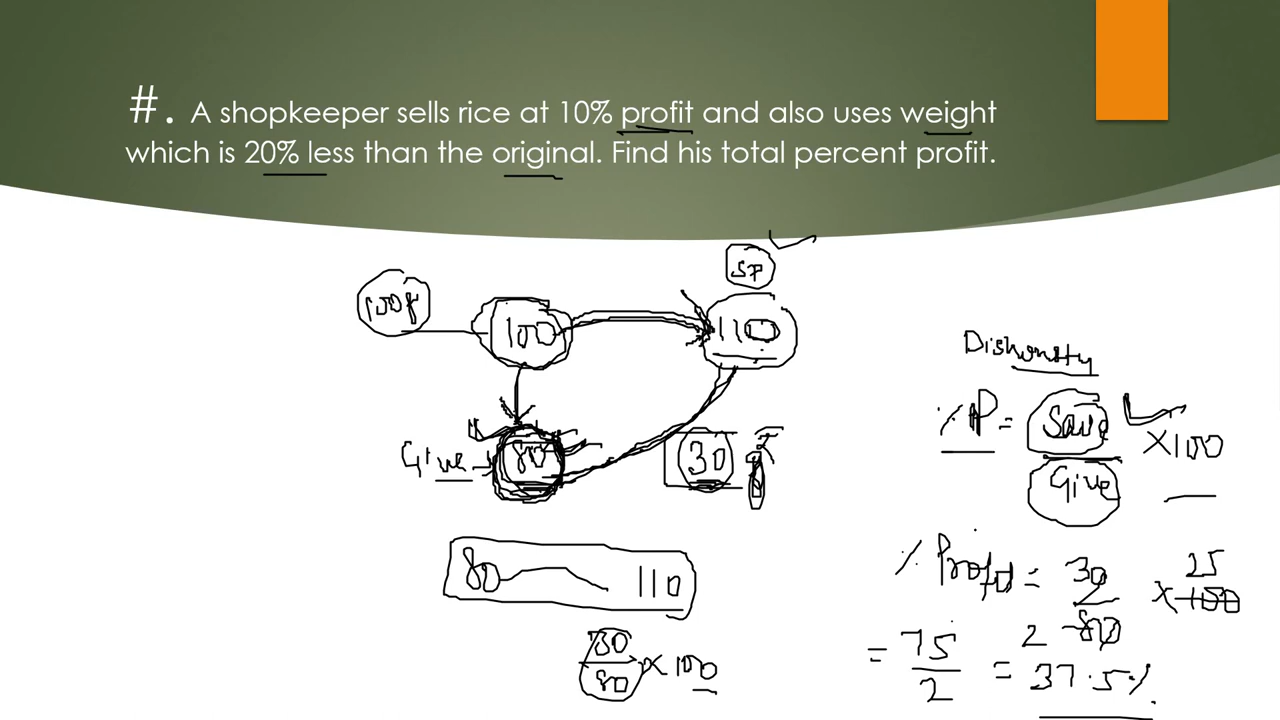 #. A shopkeeper sells rice at 10% profit and also uses weight
which is 20% less than the original. Find his total percent profit.
SP
100
110
Dishonesty
% P = Save / Give × 100
Give 80
30
80 110
30/80 × 100
% Profit = 30/80 × 100
25
2
= 75/2 = 37.5%